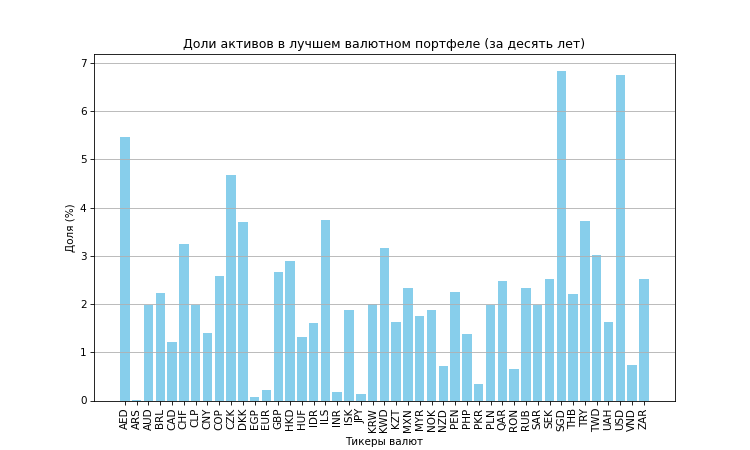 Доли активов в лучшем валютном портфеле (за десять лет)
Доля (%)
7
6
5
4
3
2
1
0
AED ARS AUD BRL CAD CHF CLP CNY COP CZK DKK EGP EUR GBP HKD HUF IDR ILS INR ISK JPY KRW KWD KZT MXN MYR NOK NZD PEN PHP PKR PLN QAR RON RUB SAR SEK SGD THB TRY TWD UAH USD VND ZAR
Тикеры валют